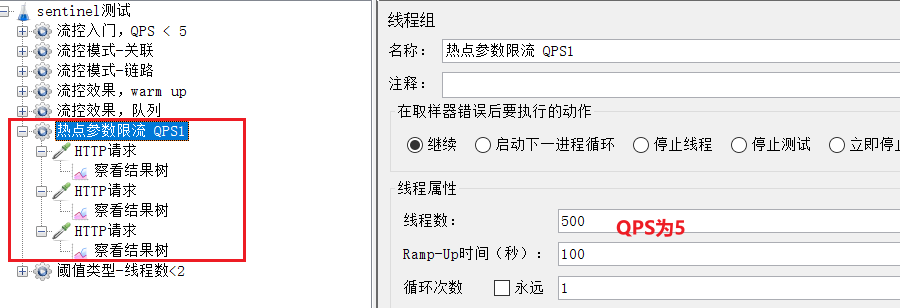 sentinel测试
流控入门，QPS < 5
流控模式-关联
流控模式-链路
流控效果，warm up
流控效果，队列
热点参数限流 QPS1
HTTP请求
察看结果树
HTTP请求
察看结果树
HTTP请求
察看结果树
阈值类型-线程数<2
线程组
名称： 热点参数限流 QPS1
注释：
在取样器错误后要执行的动作
继续 启动下一进程循环 停止线程 停止测试 立即停止
线程属性
线程数： 500 QPS为5
Ramp-Up时间（秒）： 100
循环次数 永远 1